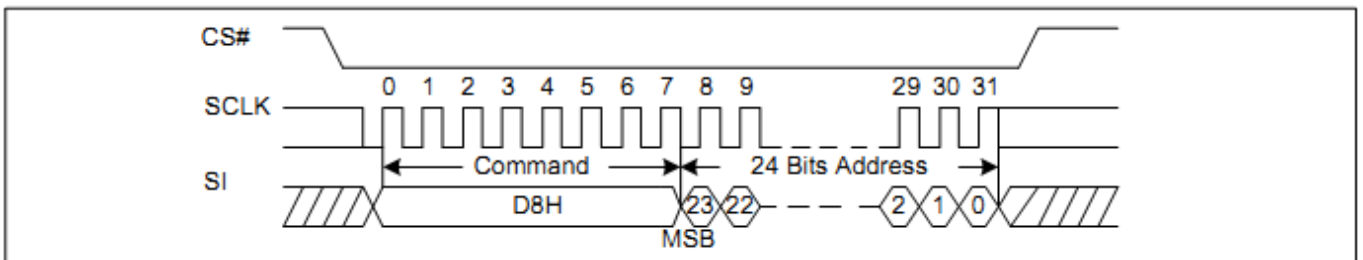 CS#
0 1 2 3 4 5 6 7 8 9 29 30 31
SCLK
Command 24 Bits Address
SI
D8H 23 22 2 1 0
MSB